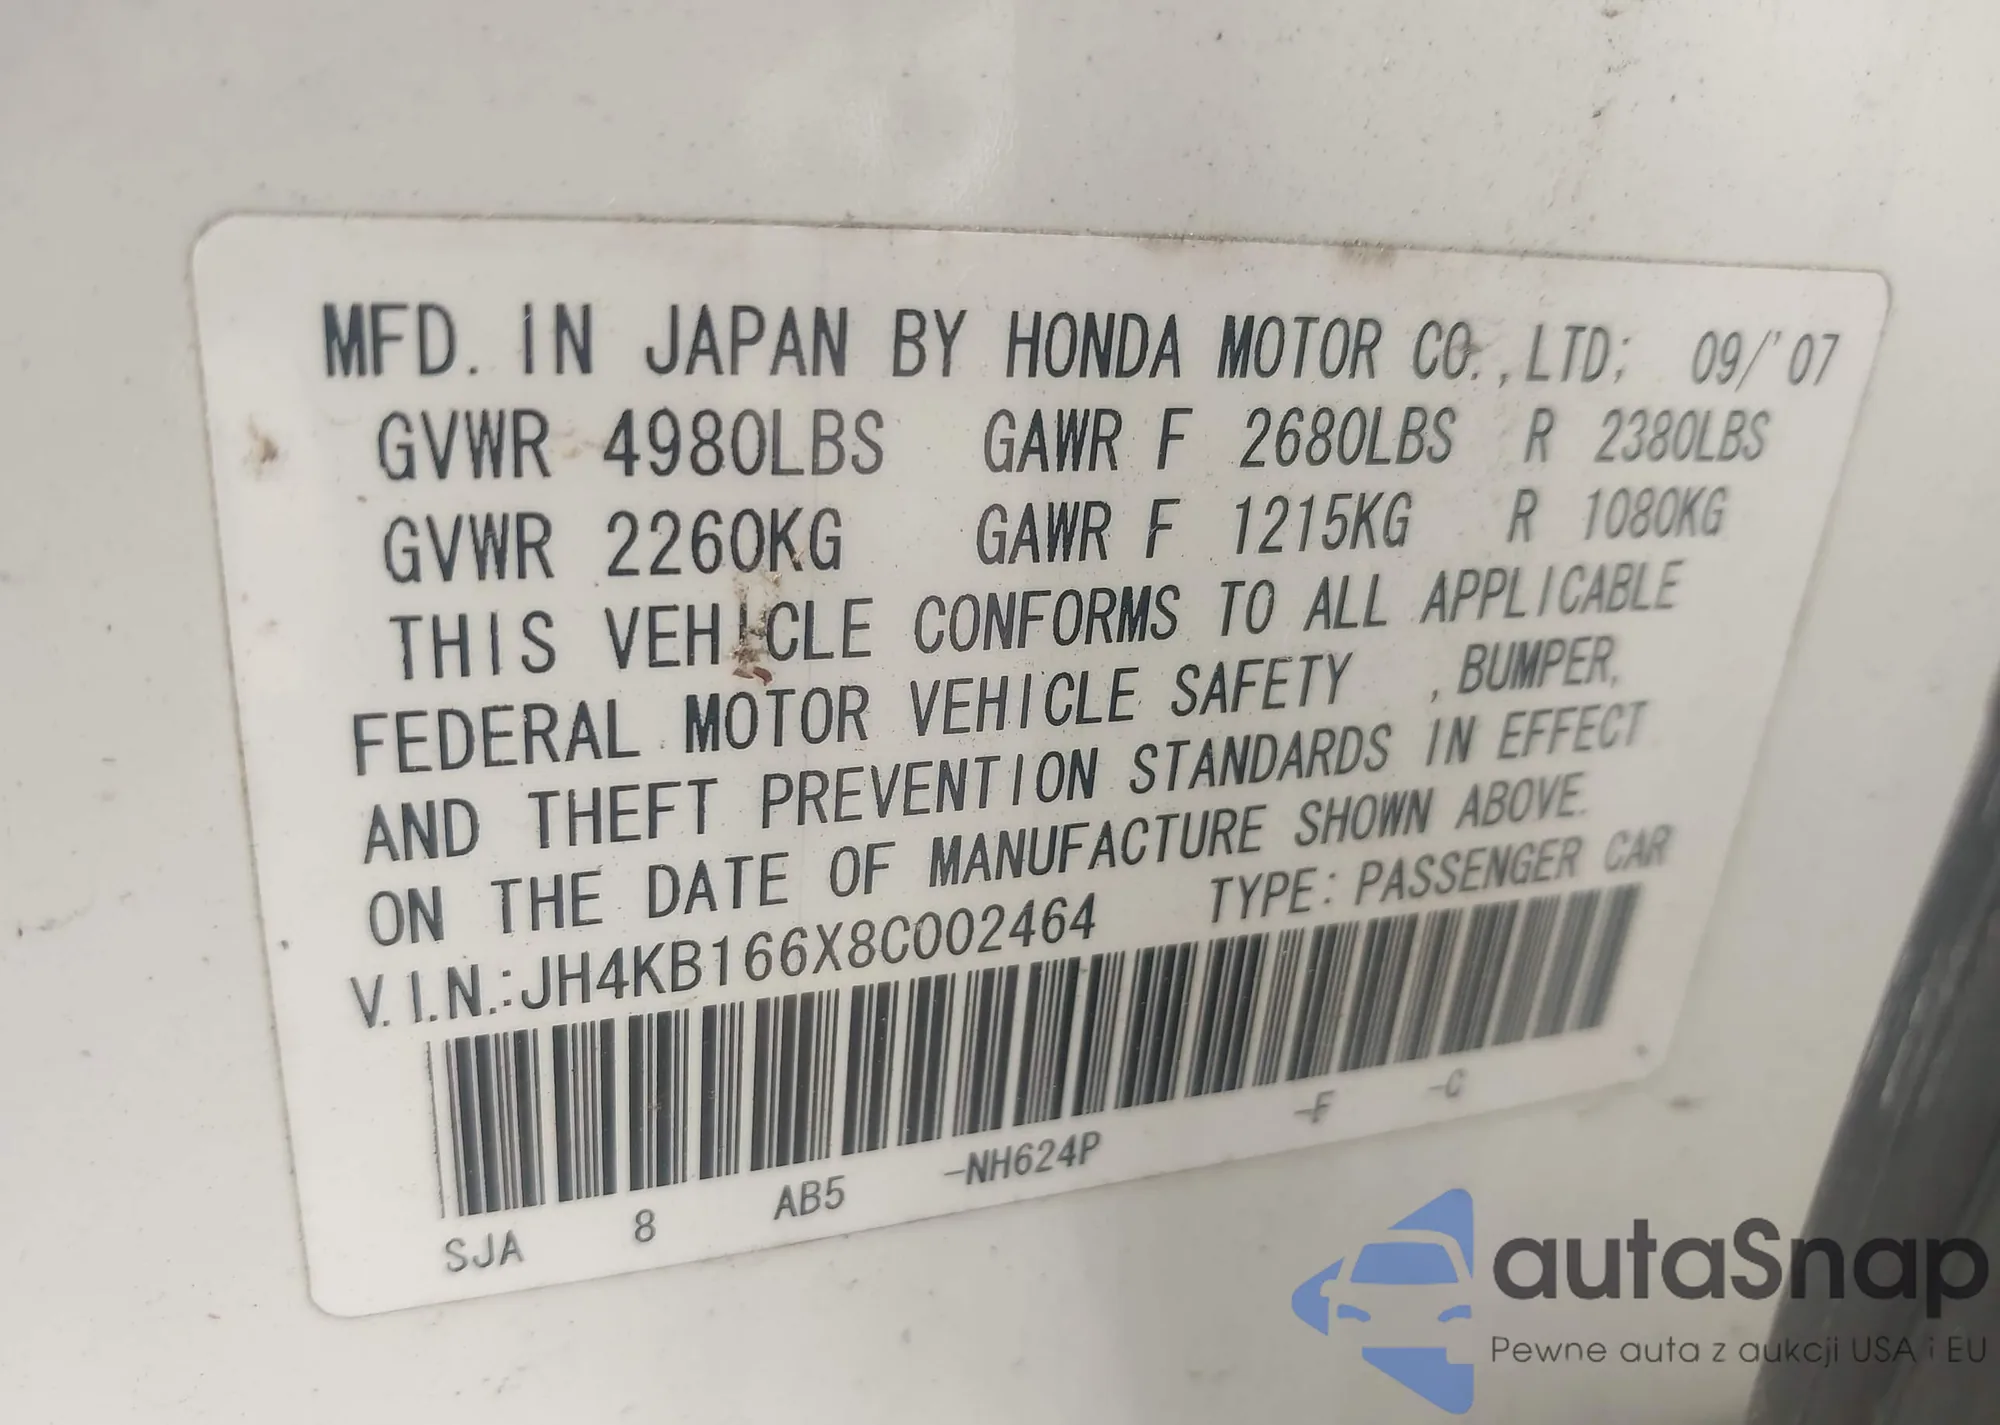 MFD. IN JAPAN BY HONDA MOTOR CO.,LTD; 09/'07
GVWR 4980LBS GAWR F 2680LBS R 2380LBS
GVWR 2260KG GAWR F 1215KG R 1080KG
THIS VEHICLE CONFORMS TO ALL APPLICABLE
FEDERAL MOTOR VEHICLE SAFETY , BUMPER,
AND THEFT PREVENTION STANDARDS IN EFFECT
ON THE DATE OF MANUFACTURE SHOWN ABOVE.
V.I.N.:JH4KB166X8C002464 TYPE: PASSENGER CAR
SJA 8 AB5 -NH624P -F -C
autaSnap
Pewne auta z aukcji USA i EU